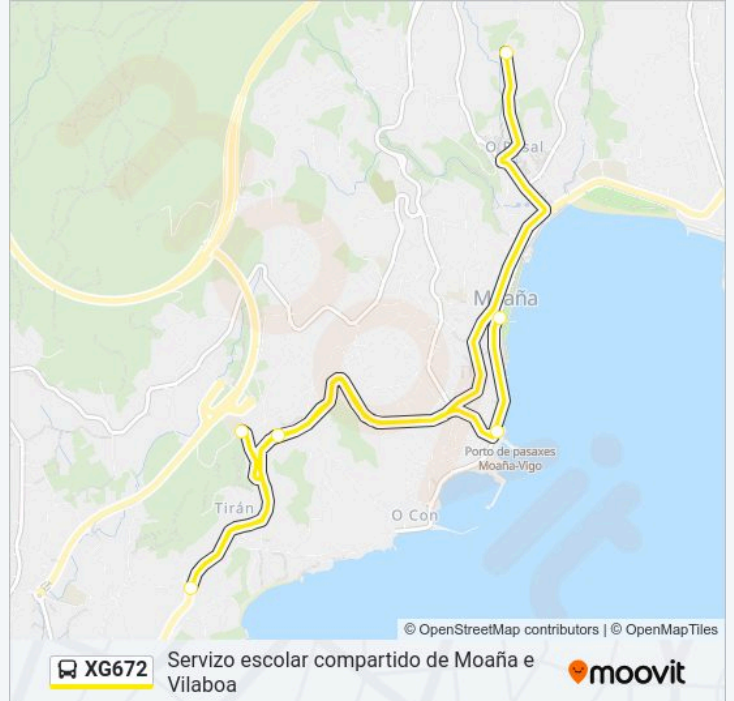 O Rosal
Moaña
Porto de pasaxes
Moaña-Vigo
Tirán
O Con
© OpenStreetMap contributors | © OpenMapTiles
XG672
Servizo escolar compartido de Moaña e
Vilaboa
moovit